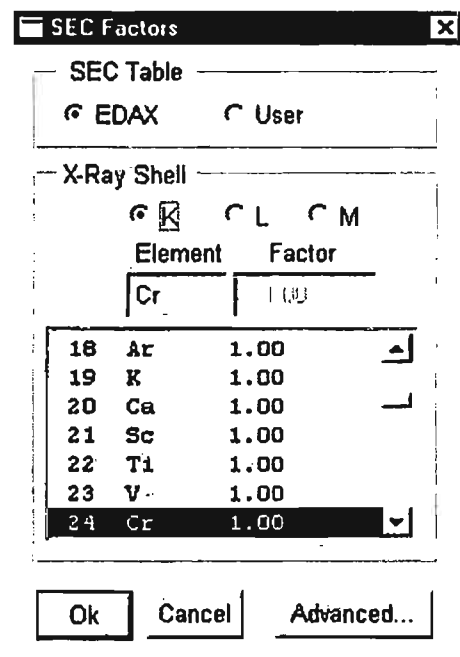 SEC Factors
SEC Table
EDAX User
X-Ray Shell
K L M
Element Factor
Cr 1.00
18 Ar 1.00
19 K 1.00
20 Ca 1.00
21 Sc 1.00
22 Ti 1.00
23 V 1.00
24 Cr 1.00
Ok Cancel Advanced...